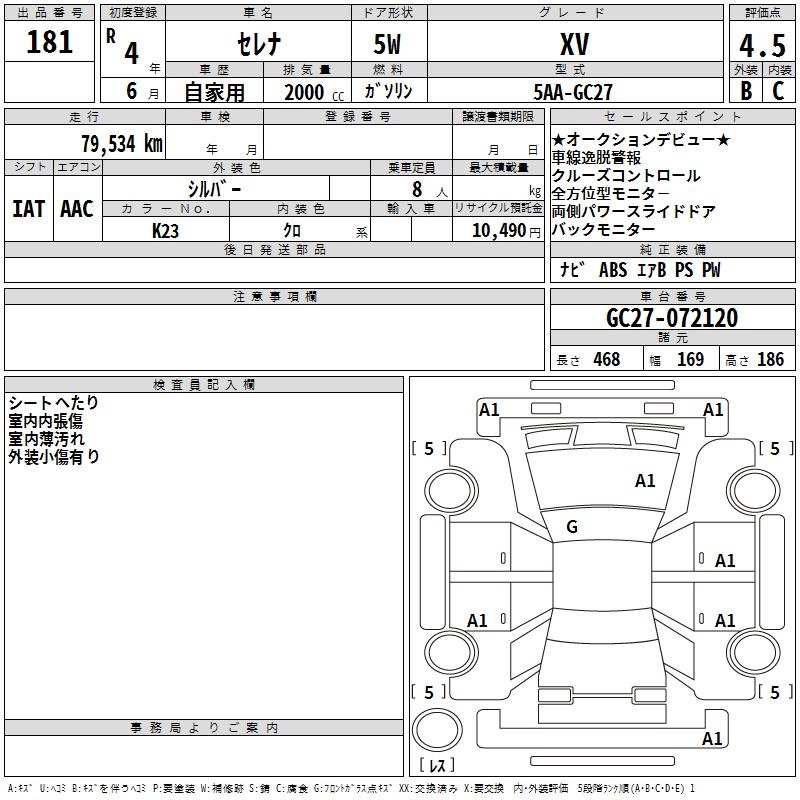 出品番号 初度登録 車名 ドア形状 グレード 評価点
181 R 4 年 セレナ 5W XV 4.5
車歴 排気量 燃料 型式 外装 内装
6 月 自家用 2000 CC ｶﾞｿﾘﾝ 5AA-GC27 B C
走行 車検 登録番号 譲渡書類期限 セールスポイント
79,534 km 年 月 月 日
★オークションデビュー★
車線逸脱警報
クルーズコントロール
全方位型モニター
両側パワースライドドア
バックモニター
シフト エアコン 外装色 乗車定員 最大積載量
IAT AAC シルバー 8 人 kg
カラーNo. 内装色 輸入車 リサイクル預託金
K23 クロ 系 10,490 円
後日発送部品 純正装備
ﾅﾋﾞ ABS ｴｱB PS PW
注意事項欄 車台番号
GC27-072120
諸元
長さ 468 幅 169 高さ 186
検査員記入欄
シートへたり
室内内張傷
室内薄汚れ
外装小傷有り
事務局よりご案内
A1 A1
[ 5 ] [ 5 ]
A1
G
A1
A1 A1
[ 5 ] [ 5 ]
A1
[ ﾚｽ ]
A:ｷｽﾞ U:ﾍｺﾐ B:ｷｽﾞを伴うﾍｺﾐ P:要塗装 W:補修跡 S:錆 C:腐食 G:ﾌﾛﾝﾄｶﾞﾗｽ点ｷｽﾞ XX:交換済み X:要交換 内・外装評価 5段階ﾗﾝｸ順(A・B・C・D・E) 1